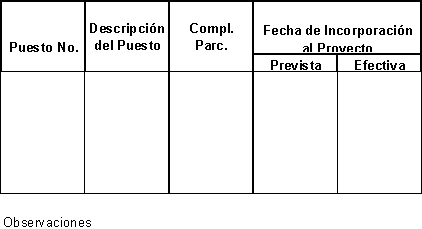 Puesto No.
Descripción
del Puesto
Compl.
Parc.
Fecha de Incorporación
al Proyecto
Prevista
Efectiva
Observaciones